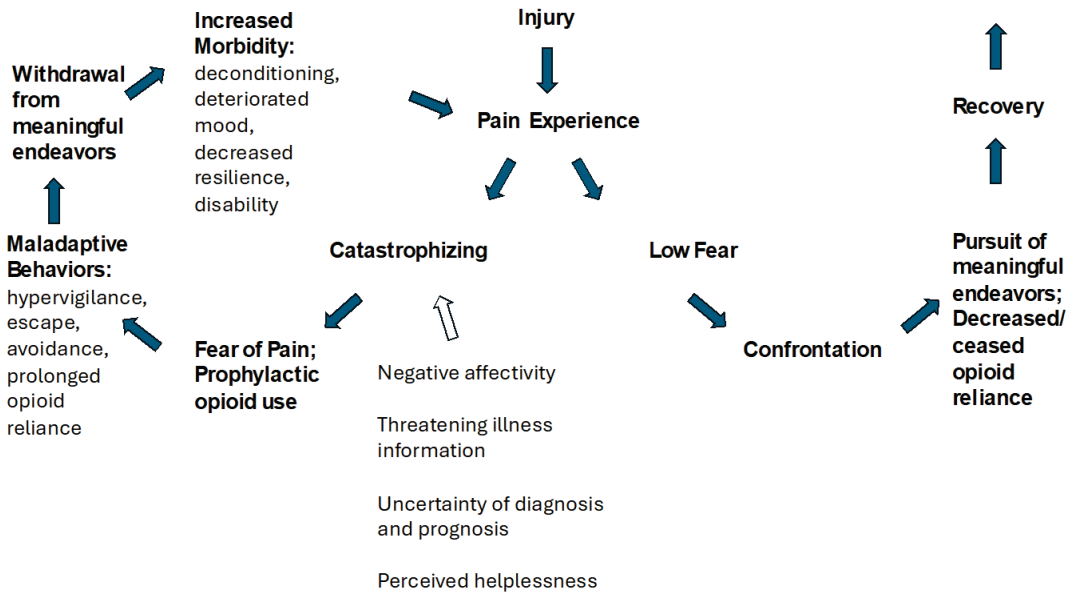 Injury
Pain Experience
Catastrophizing
Fear of Pain;
Prophylactic
opioid use
Maladaptive
Behaviors:
hypervigilance,
escape,
avoidance,
prolonged
opioid
reliance
Withdrawal
from
meaningful
endeavors
Increased
Morbidity:
deconditioning,
deteriorated
mood,
decreased
resilience,
disability
Negative affectivity
Threatening illness
information
Uncertainty of diagnosis
and prognosis
Perceived helplessness
Low Fear
Confrontation
Pursuit of
meaningful
endeavors;
Decreased/
ceased
opioid
reliance
Recovery